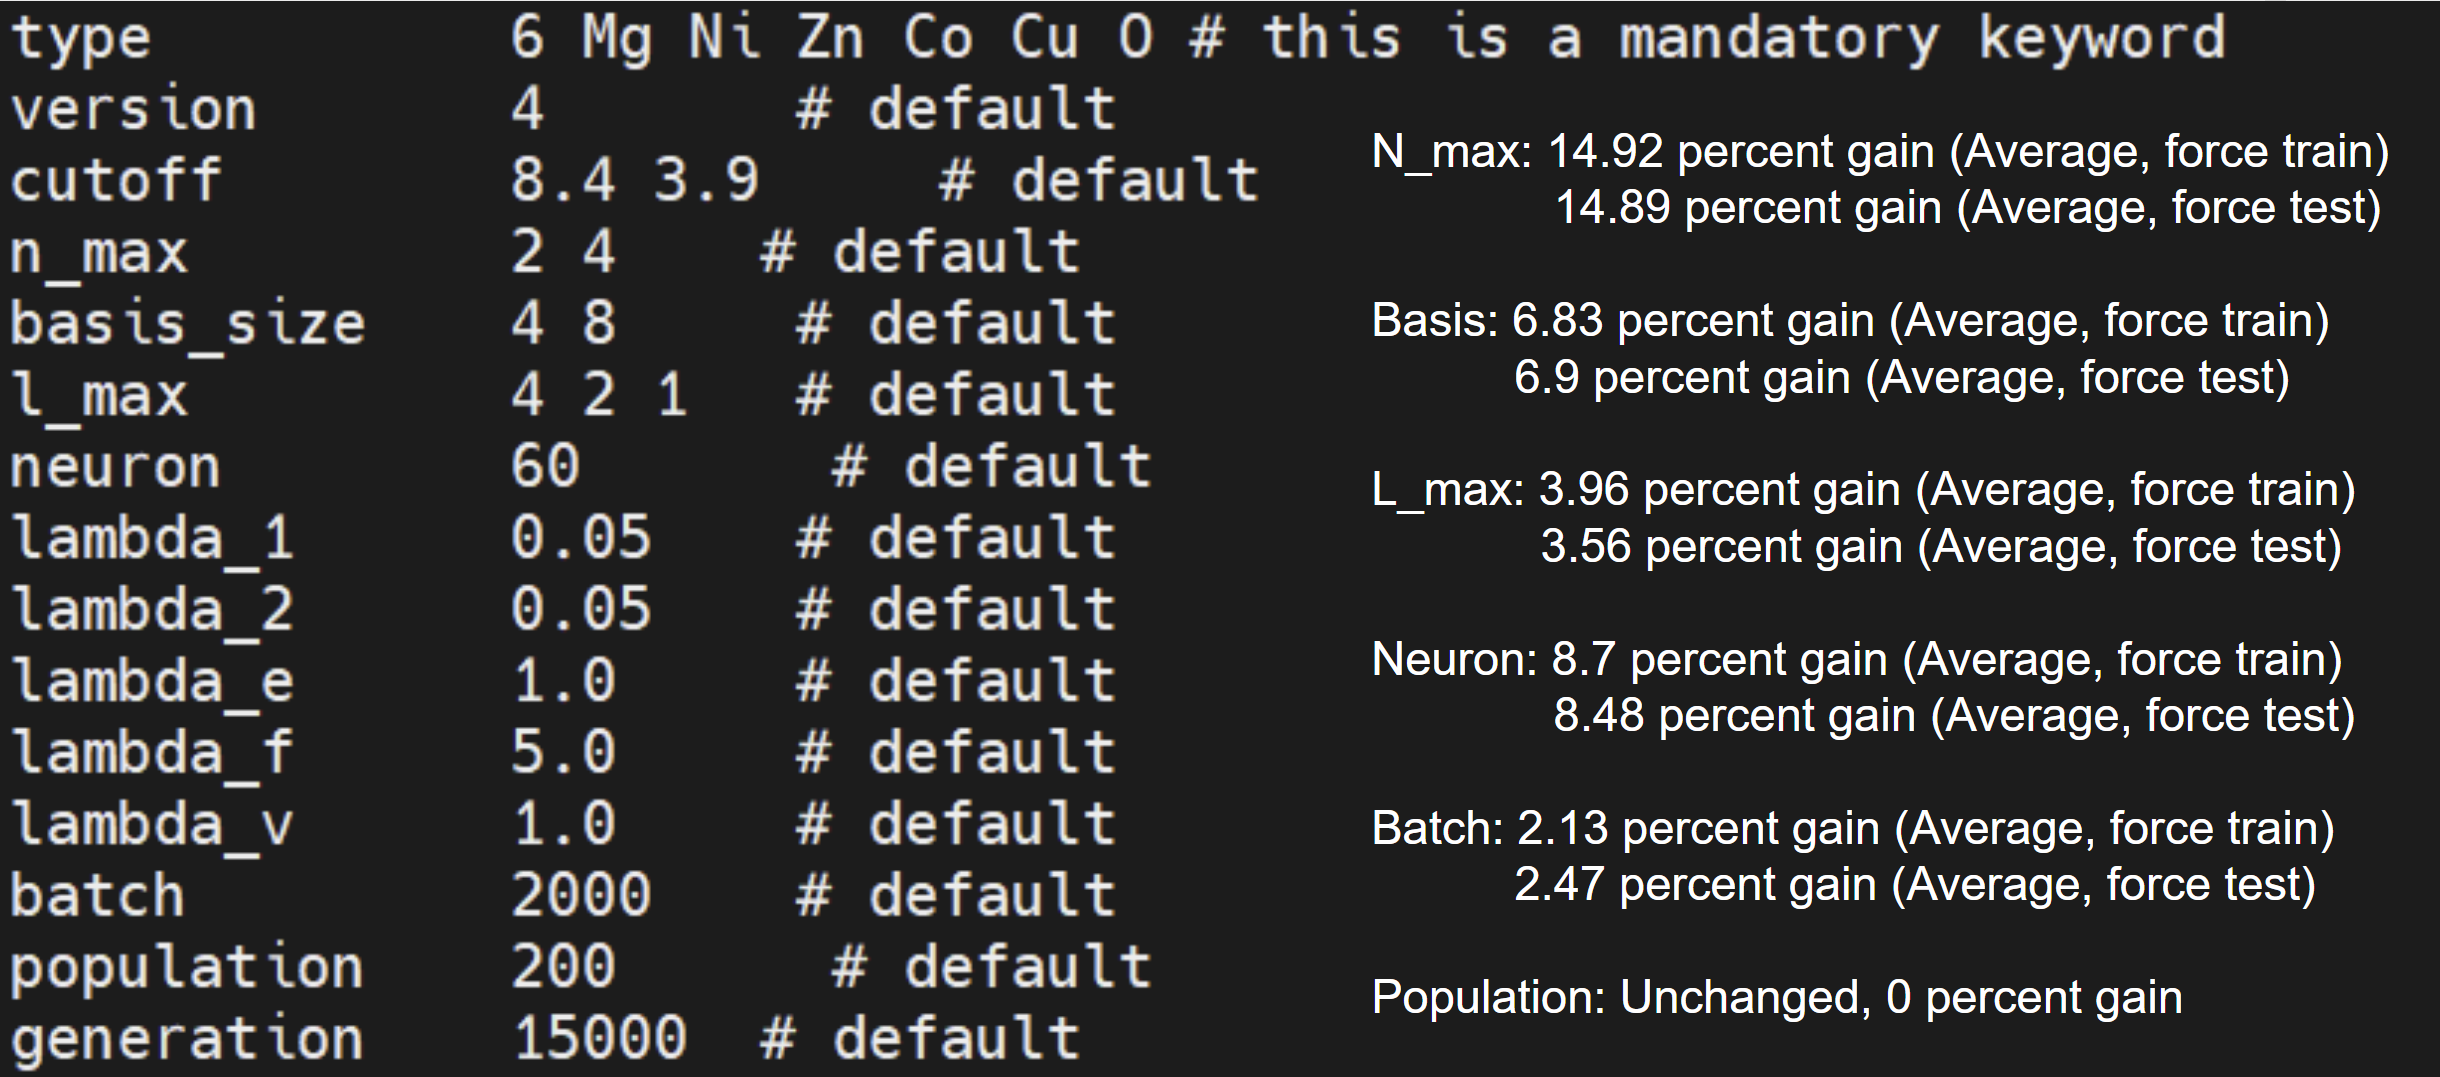 type 6 Mg Ni Zn Co Cu O # this is a mandatory keyword
version 4 # default
cutoff 8.4 3.9 # default
n_max 2 4 # default
basis_size 4 8 # default
l_max 4 2 1 # default
neuron 60 # default
lambda_1 0.05 # default
lambda_2 0.05 # default
lambda_e 1.0 # default
lambda_f 5.0 # default
lambda_v 1.0 # default
batch 2000 # default
population 200 # default
generation 15000 # default
N_max: 14.92 percent gain (Average, force train)
14.89 percent gain (Average, force test)
Basis: 6.83 percent gain (Average, force train)
6.9 percent gain (Average, force test)
L_max: 3.96 percent gain (Average, force train)
3.56 percent gain (Average, force test)
Neuron: 8.7 percent gain (Average, force train)
8.48 percent gain (Average, force test)
Batch: 2.13 percent gain (Average, force train)
2.47 percent gain (Average, force test)
Population: Unchanged, 0 percent gain